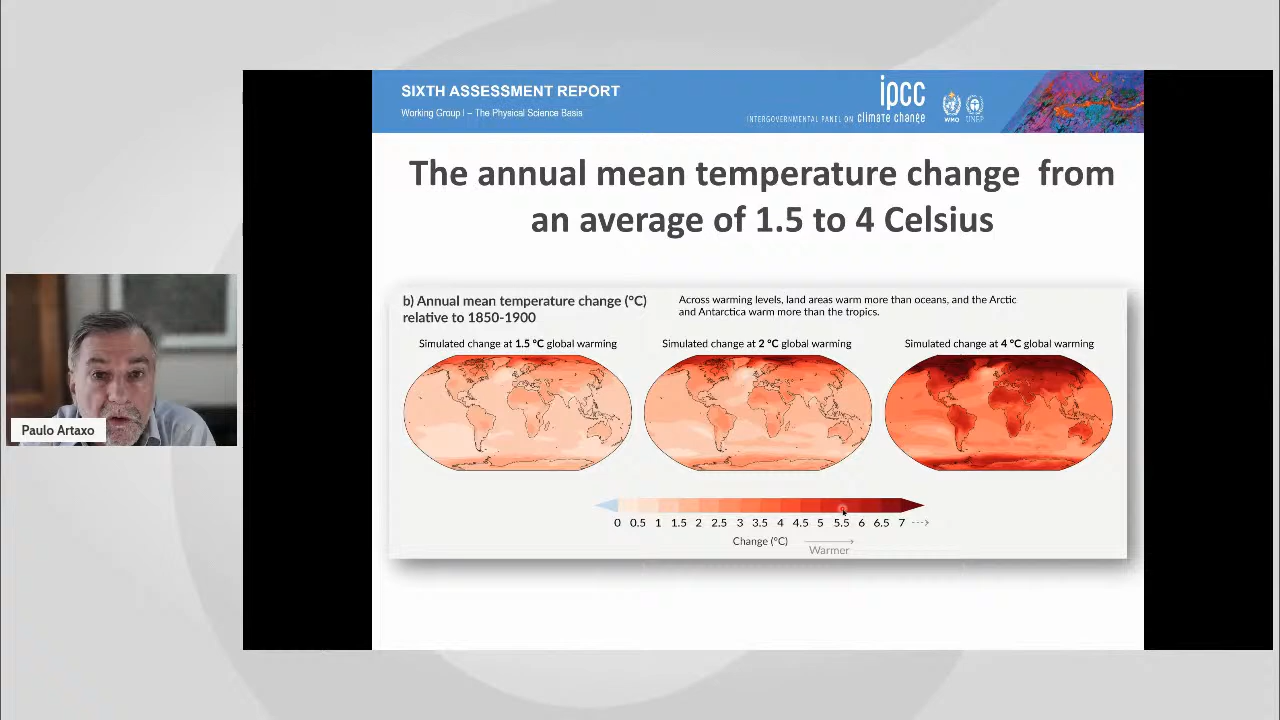 SIXTH ASSESSMENT REPORT
Working Group I – The Physical Science Basis
ipcc
INTERGOVERNMENTAL PANEL ON climate change
WMO
UNEP
The annual mean temperature change from
an average of 1.5 to 4 Celsius
b) Annual mean temperature change (°C)
relative to 1850-1900
Across warming levels, land areas warm more than oceans, and the Arctic
and Antarctica warm more than the tropics.
Simulated change at 1.5 °C global warming
Simulated change at 2 °C global warming
Simulated change at 4 °C global warming
0 0.5 1 1.5 2 2.5 3 3.5 4 4.5 5 5.5 6 6.5 7
Change (°C)
Warmer
Paulo Artaxo